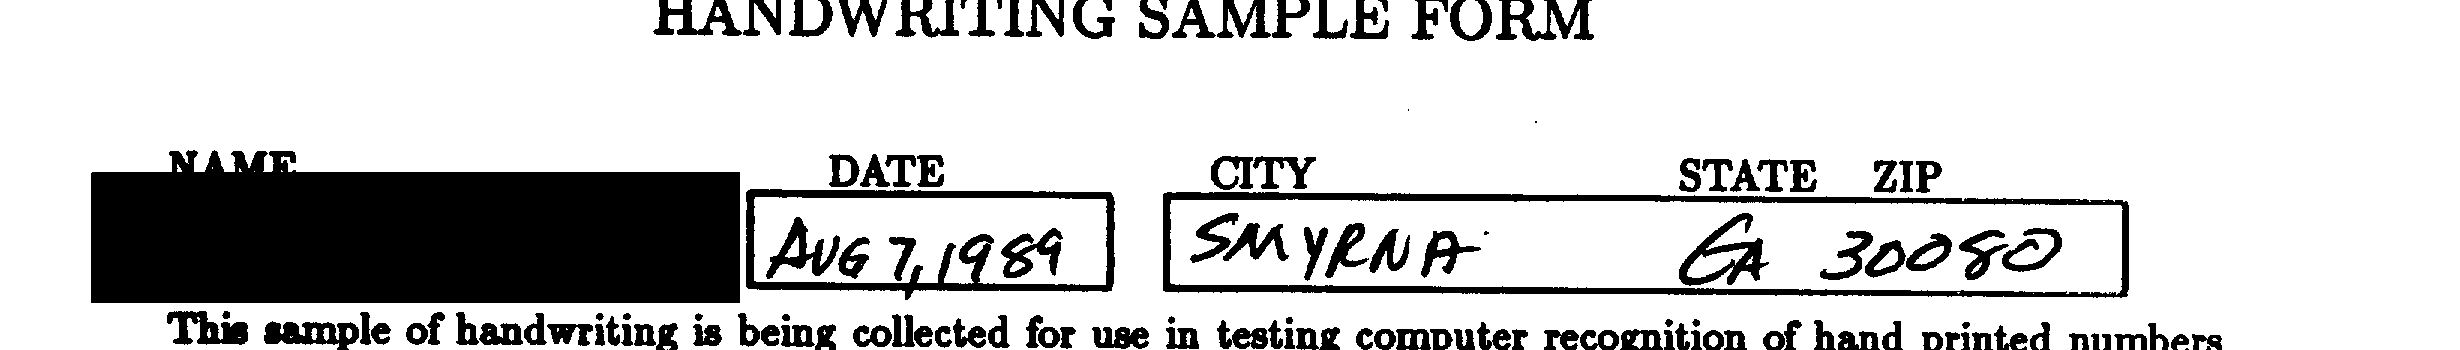 HANDWRITING SAMPLE FORM
NAME DATE CITY STATE ZIP
AUG 7, 1989 SMYRNA GA 30080
This sample of handwriting is being collected for use in testing computer recognition of hand printed numbers